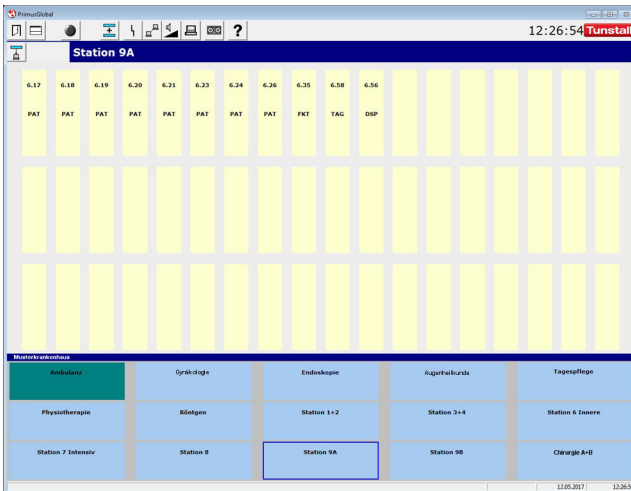 PrimusGlobal
? 12:26:54 Tunstall
Station 9A
6.17 6.18 6.19 6.20 6.21 6.23 6.24 6.26 6.35 6.58 6.56
PAT PAT PAT PAT PAT PAT PAT PAT FKT TAG DSP
Musterkrankenhaus
Ambulanz Gynäkologie Endoskopie Augenheilkunde Tagespflege
Physiotherapie Röntgen Station 1+2 Station 3+4 Station 6 Innere
Station 7 Intensiv Station 8 Station 9A Station 9B Chirurgie A+B
12.05.2017 12:26:5